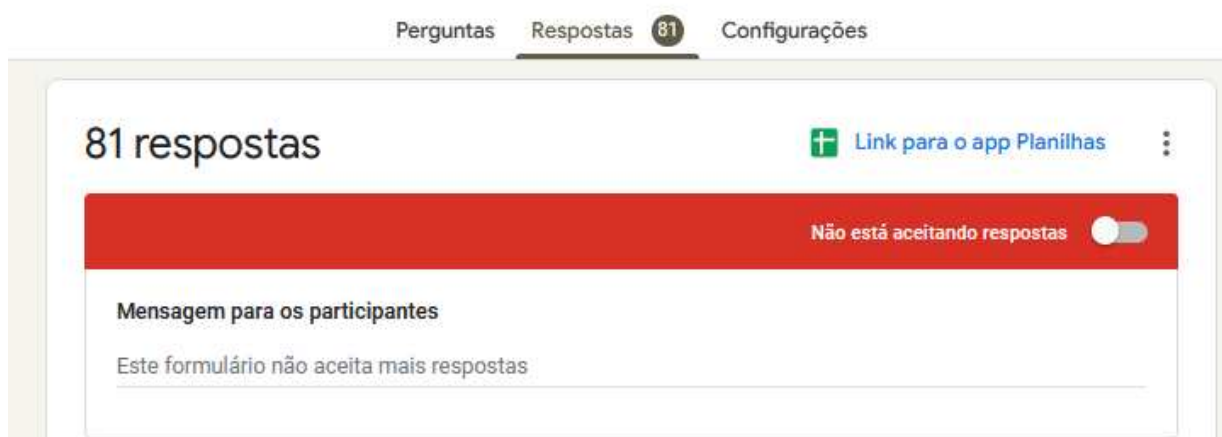 Perguntas Respostas 81 Configurações
81 respostas Link para o app Planilhas
Não está aceitando respostas
Mensagem para os participantes
Este formulário não aceita mais respostas